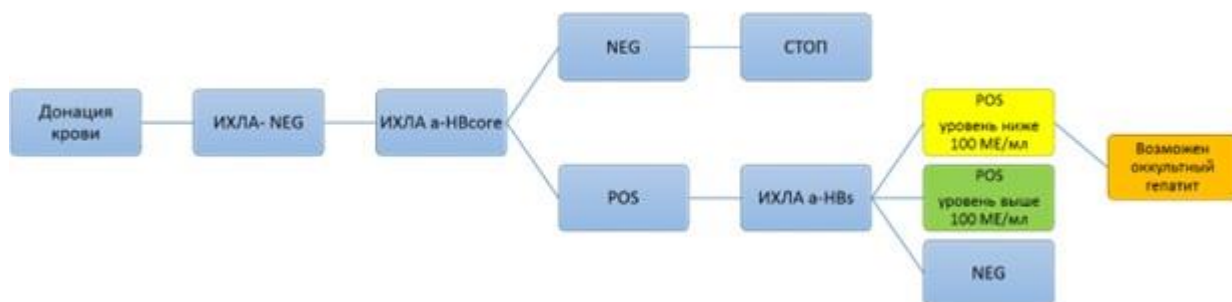 NEG
СТОП
Донация
крови
ИХЛА- NEG
ИХЛА a-HBcore
POS
уровень ниже
100 МЕ/мл
Возможен
оккультный
гепатит
POS
ИХЛА a-HBs
POS
уровень выше
100 МЕ/мл
NEG